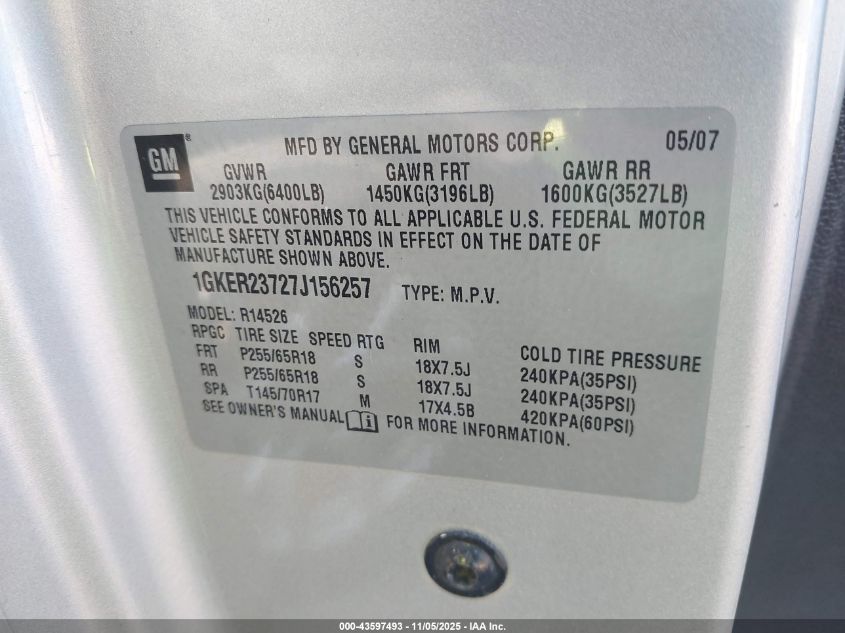 GM ® MFD BY GENERAL MOTORS CORP. 05/07
GVWR GAWR FRT GAWR RR
2903KG(6400LB) 1450KG(3196LB) 1600KG(3527LB)
THIS VEHICLE CONFORMS TO ALL APPLICABLE U.S. FEDERAL MOTOR
VEHICLE SAFETY STANDARDS IN EFFECT ON THE DATE OF
MANUFACTURE SHOWN ABOVE.
1GKER23727J156257 TYPE: M.P.V.
MODEL: R14526
RPGC TIRE SIZE SPEED RTG RIM COLD TIRE PRESSURE
FRT P255/65R18 S 18X7.5J 240KPA(35PSI)
RR P255/65R18 S 18X7.5J 240KPA(35PSI)
SPA T145/70R17 M 17X4.5B 420KPA(60PSI)
SEE OWNER'S MANUAL i FOR MORE INFORMATION.
000-43597493 - 11/05/2025 - IAA Inc.